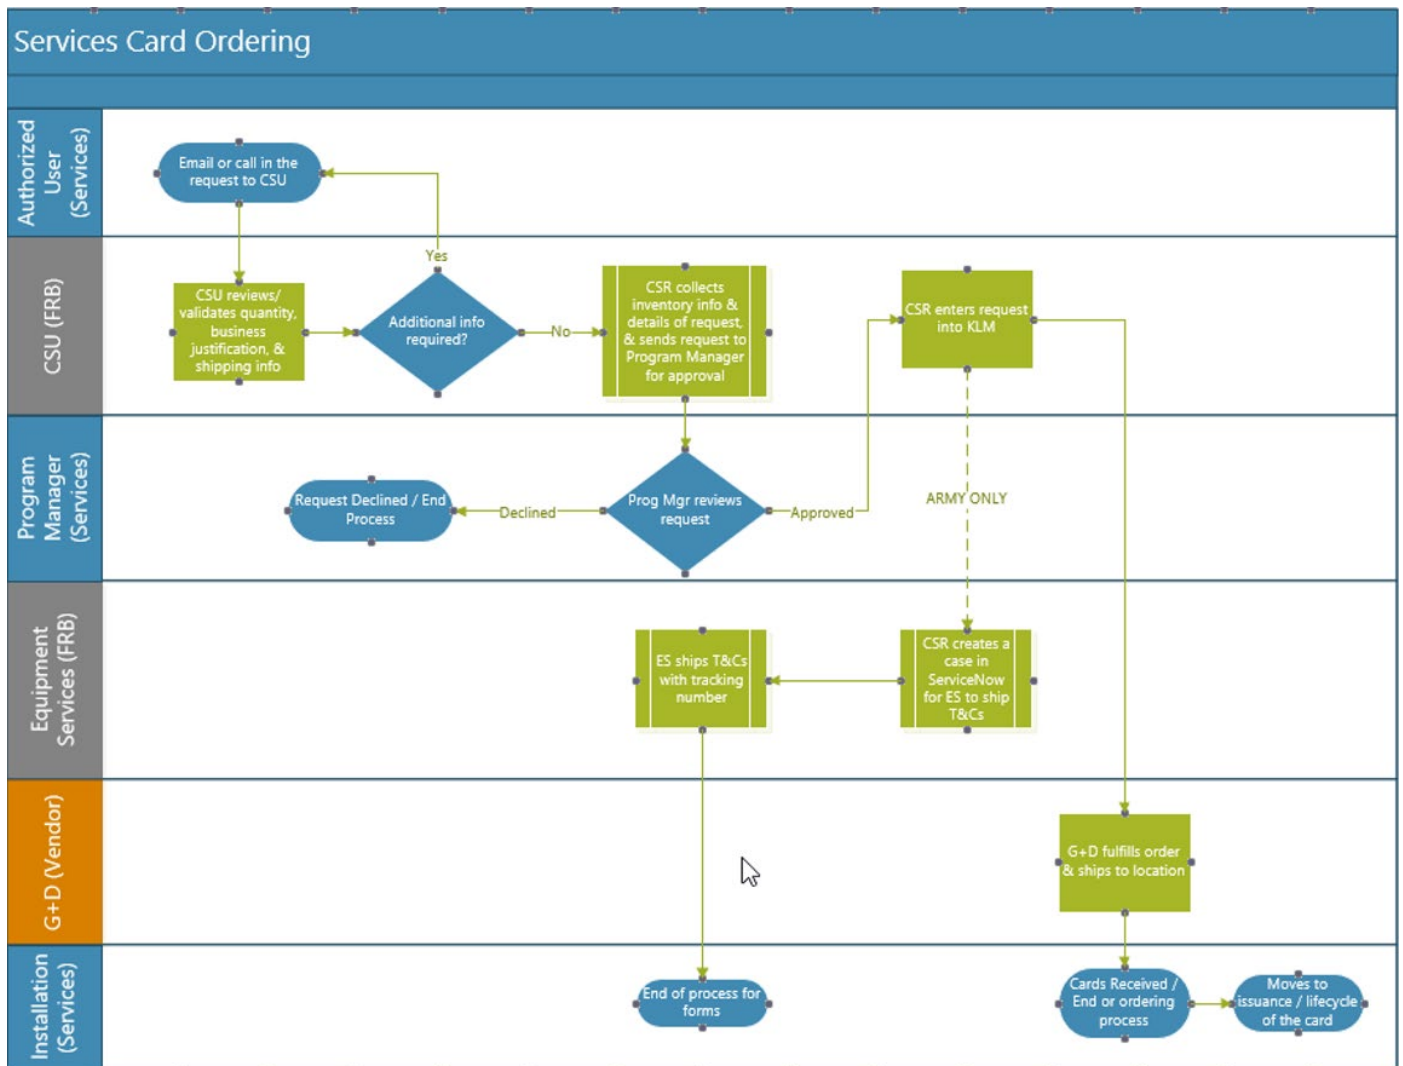 Services Card Ordering
Authorized
User
(Services)
Email or call in the
request to CSU
CSU (FRB)
Yes
CSU reviews/
validates quantity,
business
justification, &
shipping info
Additional info
required?
No
CSR collects
inventory info &
details of request,
& sends request to
Program Manager
for approval
CSR enters request
into KLM
Program
Manager
(Services)
Request Declined / End
Process
Declined
Prog Mgr reviews
request
Approved
ARMY ONLY
Equipment
Services (FRB)
ES ships T&Cs
with tracking
number
CSR creates a
case in
ServiceNow
for ES to ship
T&Cs
G+D (Vendor)
G+D fulfills order
& ships to location
Installation
(Services)
End of process for
forms
Cards Received /
End or ordering
process
Moves to
issuance / lifecycle
of the card